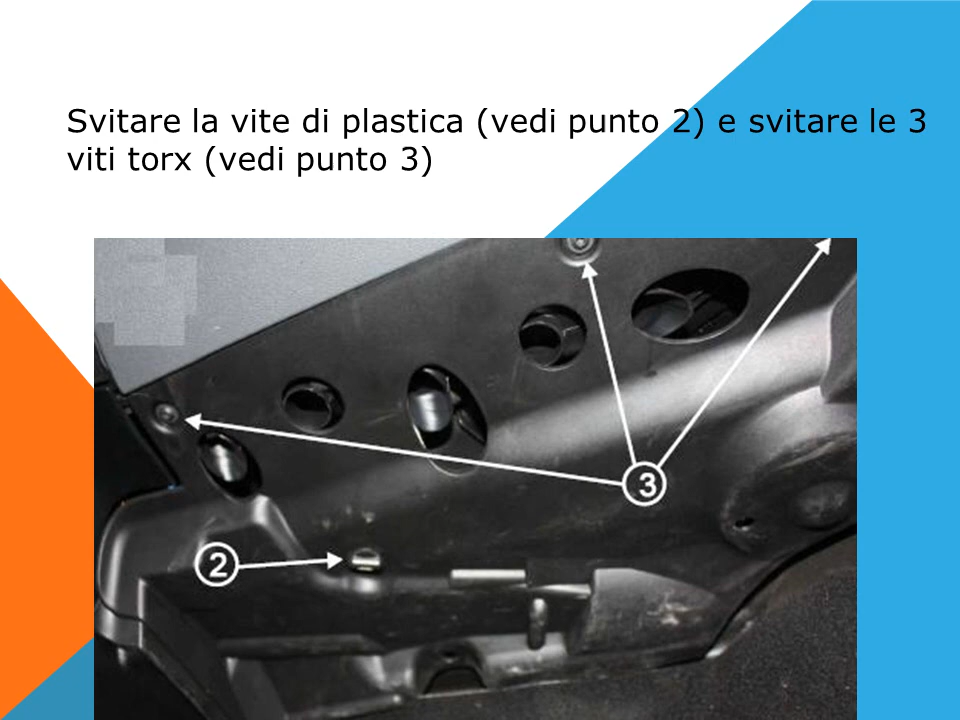 Svitare la vite di plastica (vedi punto 2) e svitare le 3
viti torx (vedi punto 3)
3
2